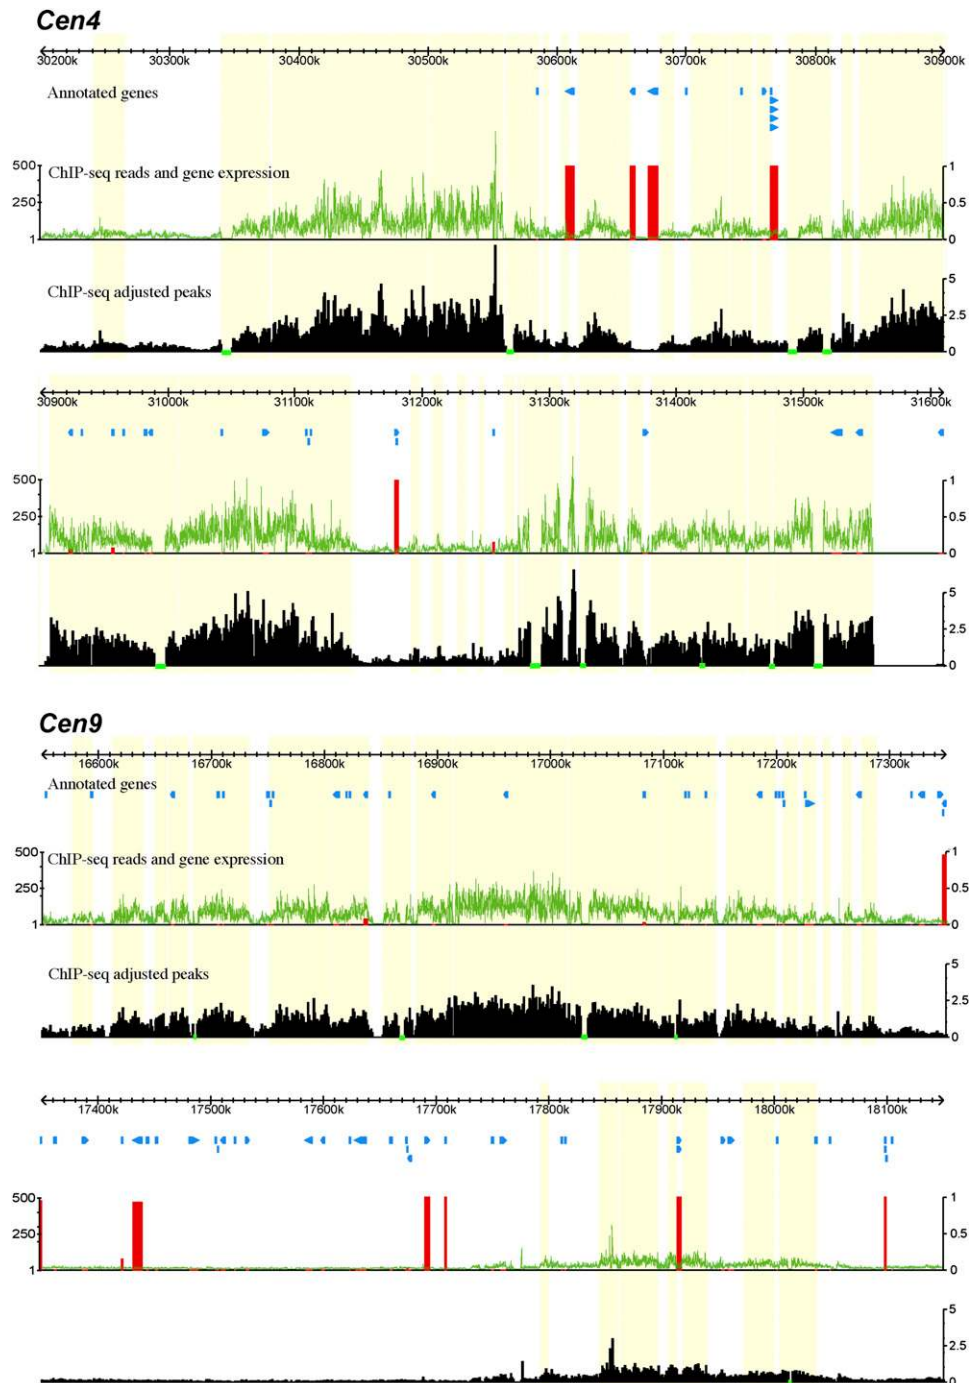 Cen4
30200k 30300k 30400k 30500k 30600k 30700k 30800k 30900k
Annotated genes
500 ChIP-seq reads and gene expression 1
250 0.5
1 0
ChIP-seq adjusted peaks 5
2.5
0
30900k 31000k 31100k 31200k 31300k 31400k 31500k 31600k
500 1
250 0.5
1 0
5
2.5
0
Cen9
16600k 16700k 16800k 16900k 17000k 17100k 17200k 17300k
Annotated genes
500 ChIP-seq reads and gene expression 1
250 0.5
1 0
ChIP-seq adjusted peaks 5
2.5
0
17400k 17500k 17600k 17700k 17800k 17900k 18000k 18100k
500 1
250 0.5
1 0
5
2.5
0